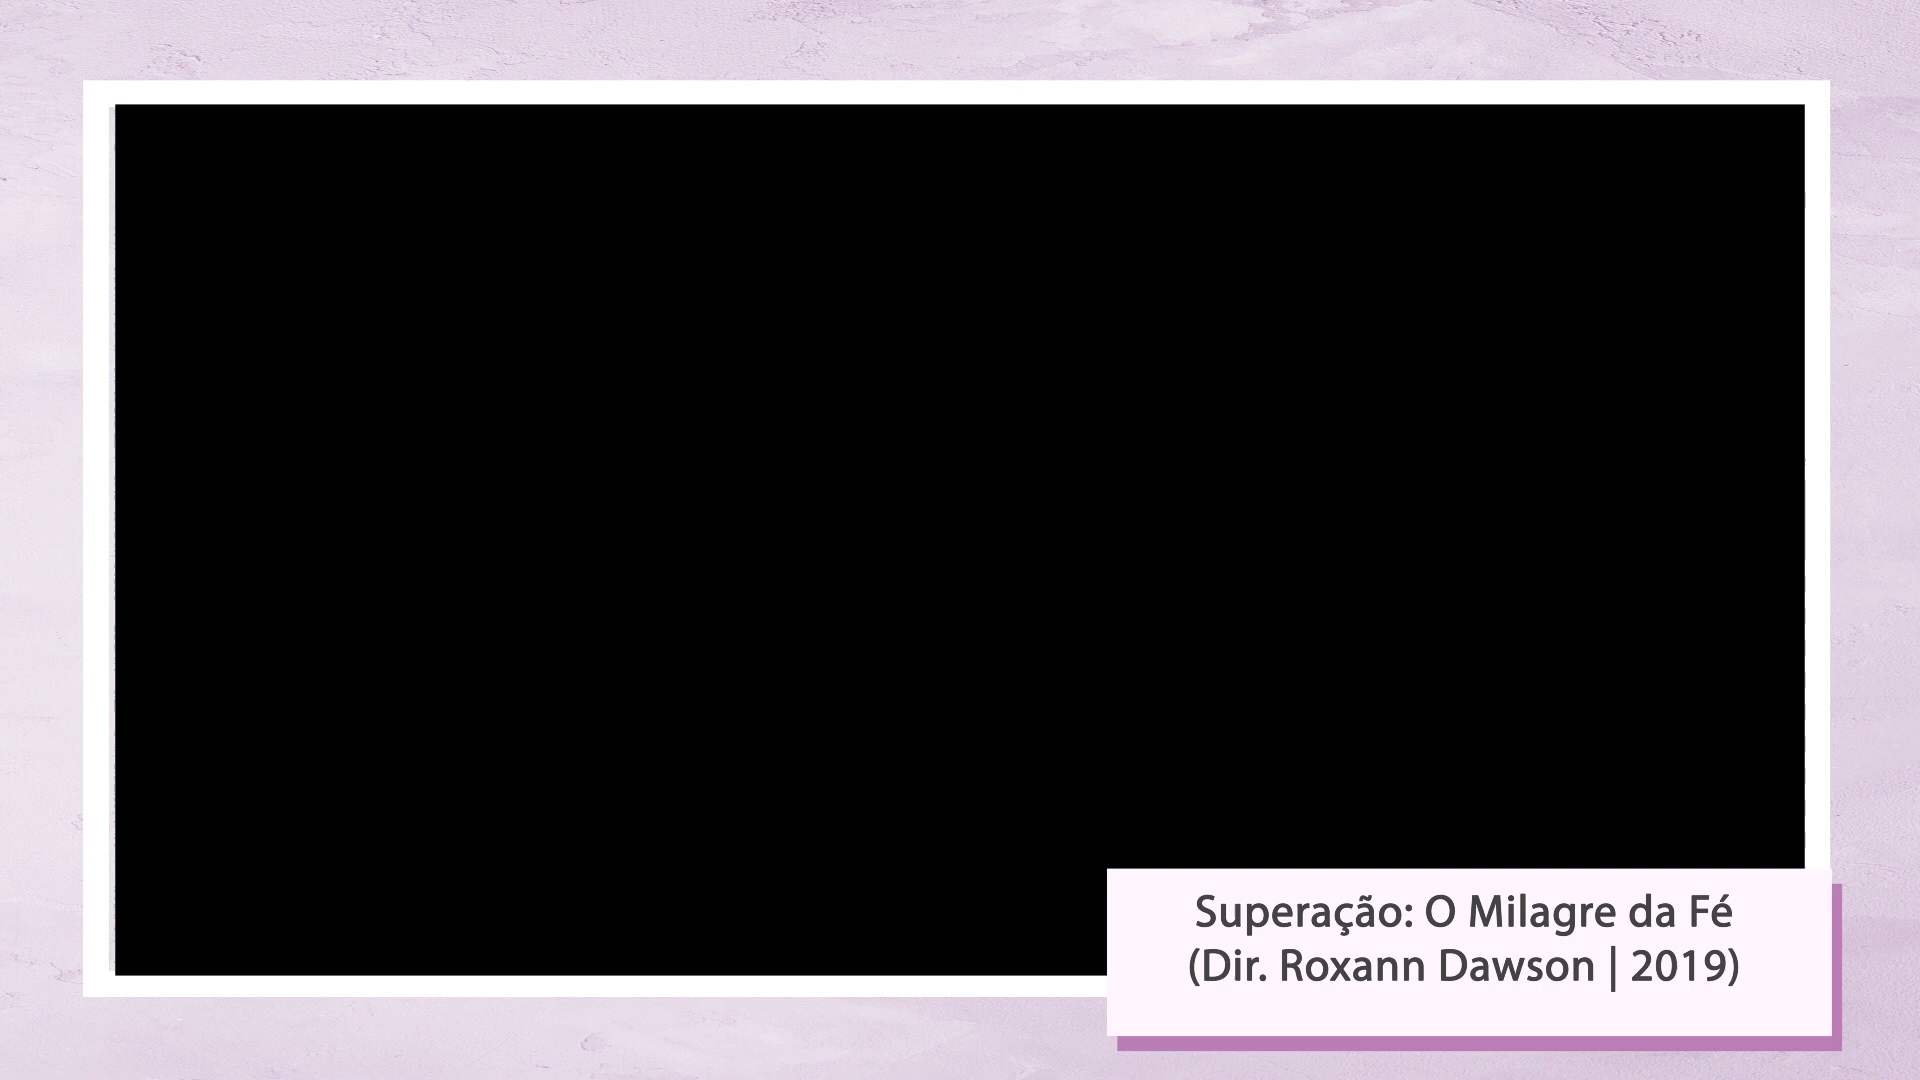 Superação: O Milagre da Fé
(Dir. Roxann Dawson | 2019)